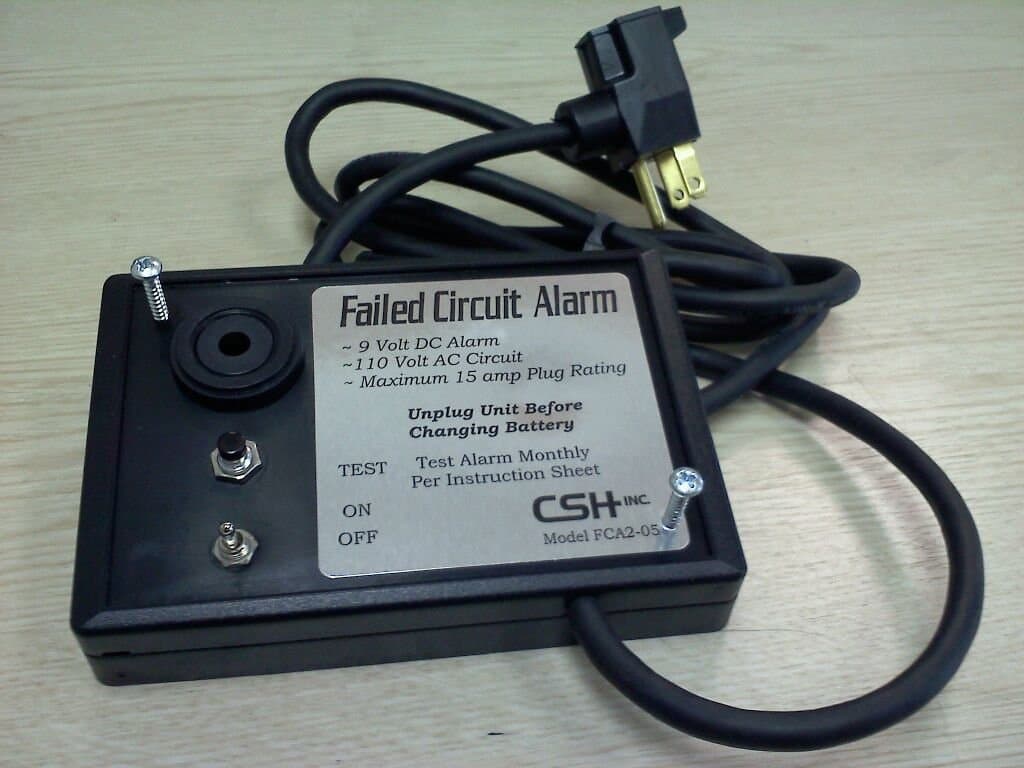 Failed Circuit Alarm
~ 9 Volt DC Alarm
~110 Volt AC Circuit
~ Maximum 15 amp Plug Rating
Unplug Unit Before
Changing Battery
TEST Test Alarm Monthly
Per Instruction Sheet
ON
CSH INC.
OFF
Model FCA2-05